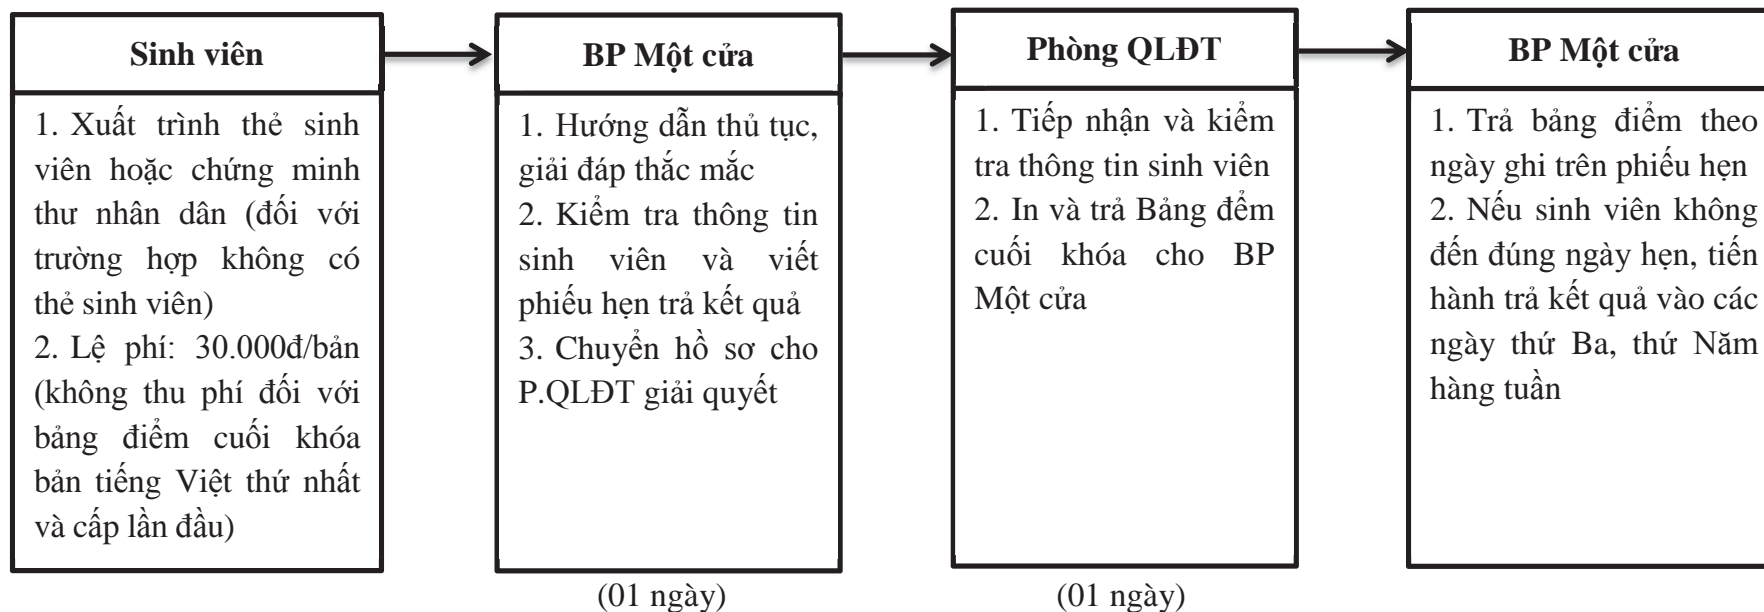 Sinh viên
1. Xuất trình thẻ sinh
viên hoặc chứng minh
thư nhân dân (đối với
trường hợp không có
thẻ sinh viên)
2. Lệ phí: 30.000đ/bản
(không thu phí đối với
bảng điểm cuối khóa
bản tiếng Việt thứ nhất
và cấp lần đầu)
BP Một cửa
1. Hướng dẫn thủ tục,
giải đáp thắc mắc
2. Kiểm tra thông tin
sinh viên và viết
phiếu hẹn trả kết quả
3. Chuyển hồ sơ cho
P.QLĐT giải quyết
(01 ngày)
Phòng QLĐT
1. Tiếp nhận và kiểm
tra thông tin sinh viên
2. In và trả Bảng đểm
cuối khóa cho BP
Một cửa
(01 ngày)
BP Một cửa
1. Trả bảng điểm theo
ngày ghi trên phiếu hẹn
2. Nếu sinh viên không
đến đúng ngày hẹn, tiến
hành trả kết quả vào các
ngày thứ Ba, thứ Năm
hàng tuần